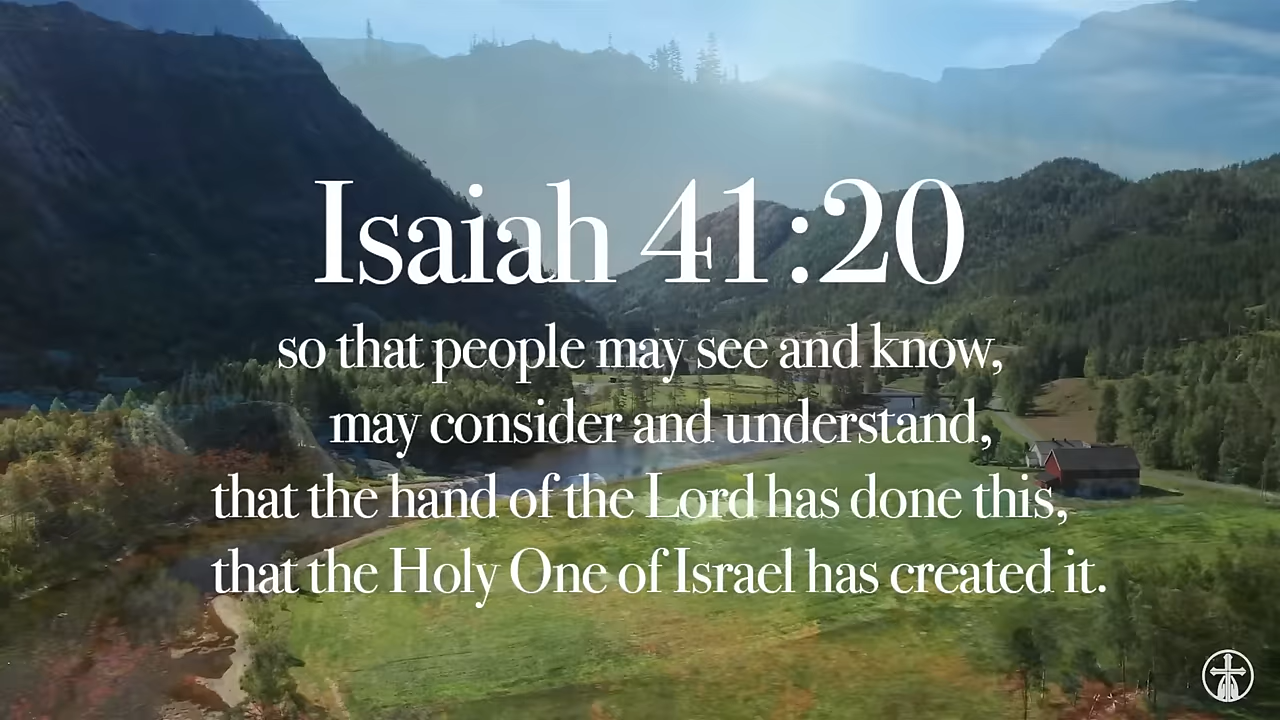 Isaiah 41:20
so that people may see and know,
may consider and understand,
that the hand of the Lord has done this,
that the Holy One of Israel has created it.